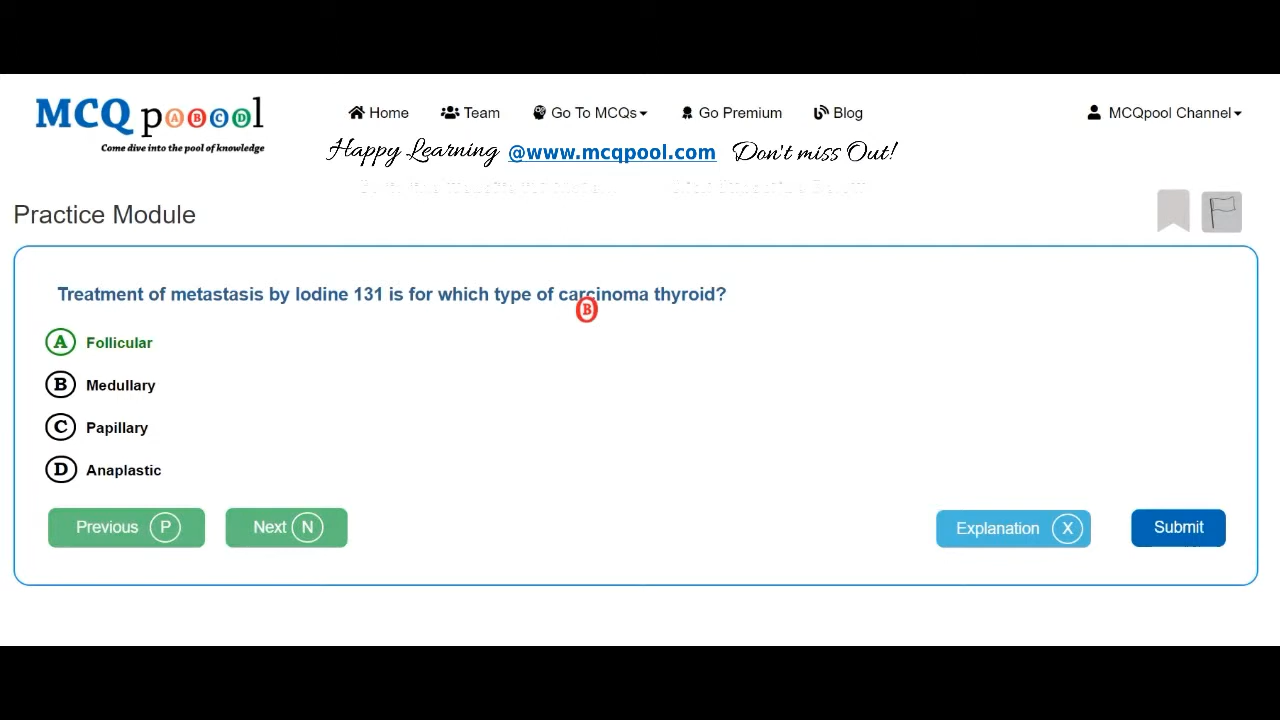 MCQ pABCDl
Come dive into the pool of knowledge
Home Team Go To MCQs Go Premium Blog MCQpool Channel
Happy Learning @www.mcqpool.com Don't miss Out!
Practice Module
Treatment of metastasis by Iodine 131 is for which type of carcinoma thyroid?
B
A Follicular
B Medullary
C Papillary
D Anaplastic
Previous P Next N Explanation X Submit